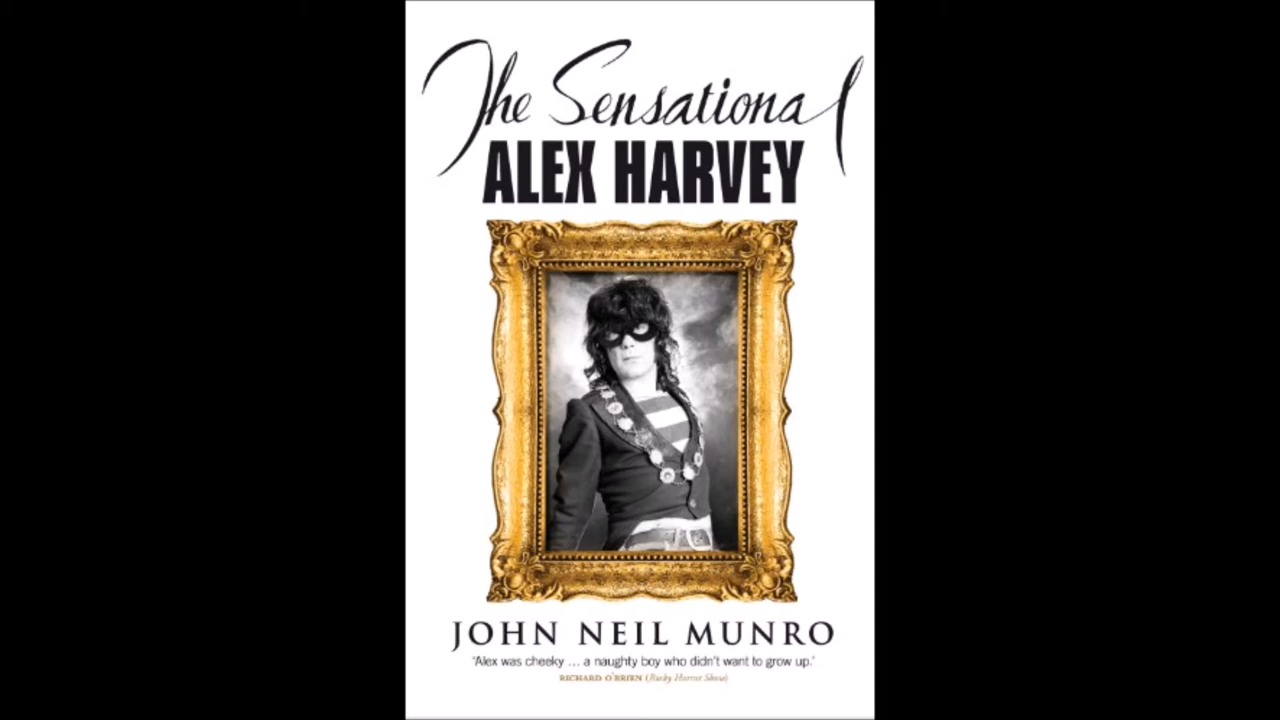 The Sensational
ALEX HARVEY
JOHN NEIL MUNRO
‘Alex was cheeky … a naughty boy who didn’t want to grow up.’
RICHARD O’BRIEN (Rocky Horror Show)